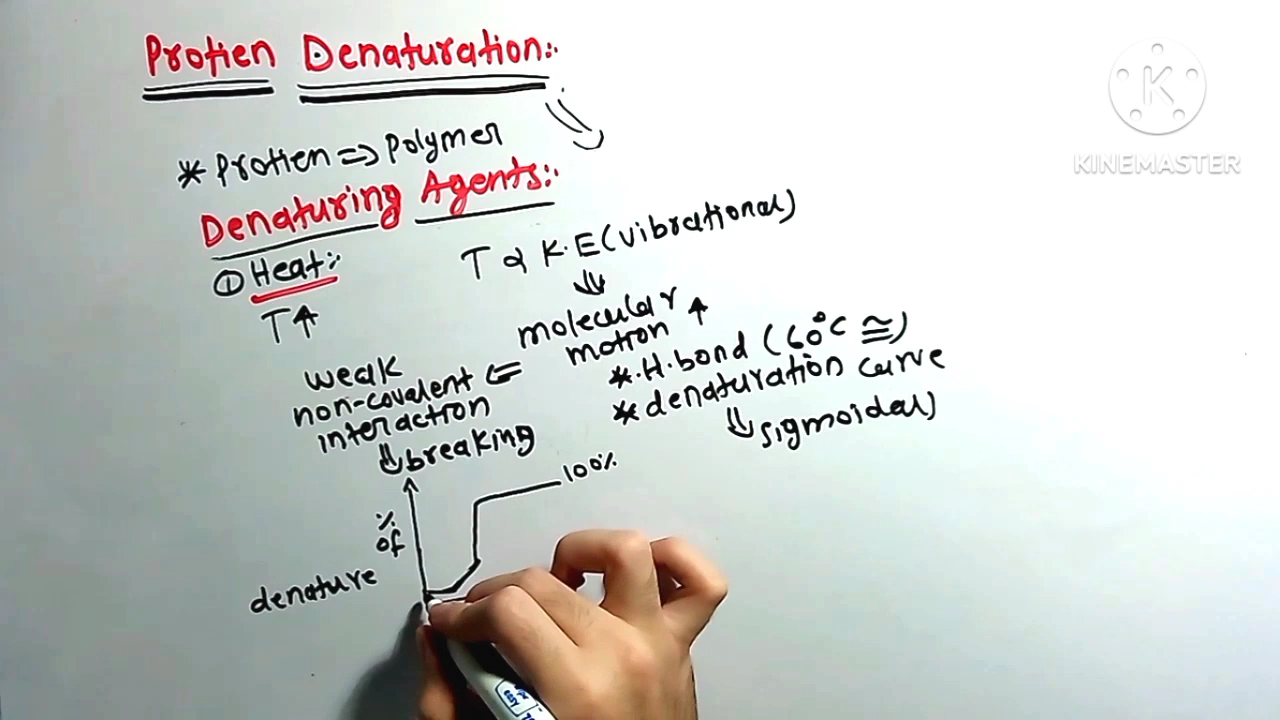 Protien Denaturation:-
* Protien => Polymer
Denaturing Agents:-
① Heat:-
T↑
T ∝ K.E (vibrational)
⇓
molecular
motion ↑
⇐
weak
non-covalent
interaction
⇓ breaking
*.H.bond (60°C ≅)
* denaturation curve
⇓ sigmoidal
100%
% of
denature
K
KINEMASTER